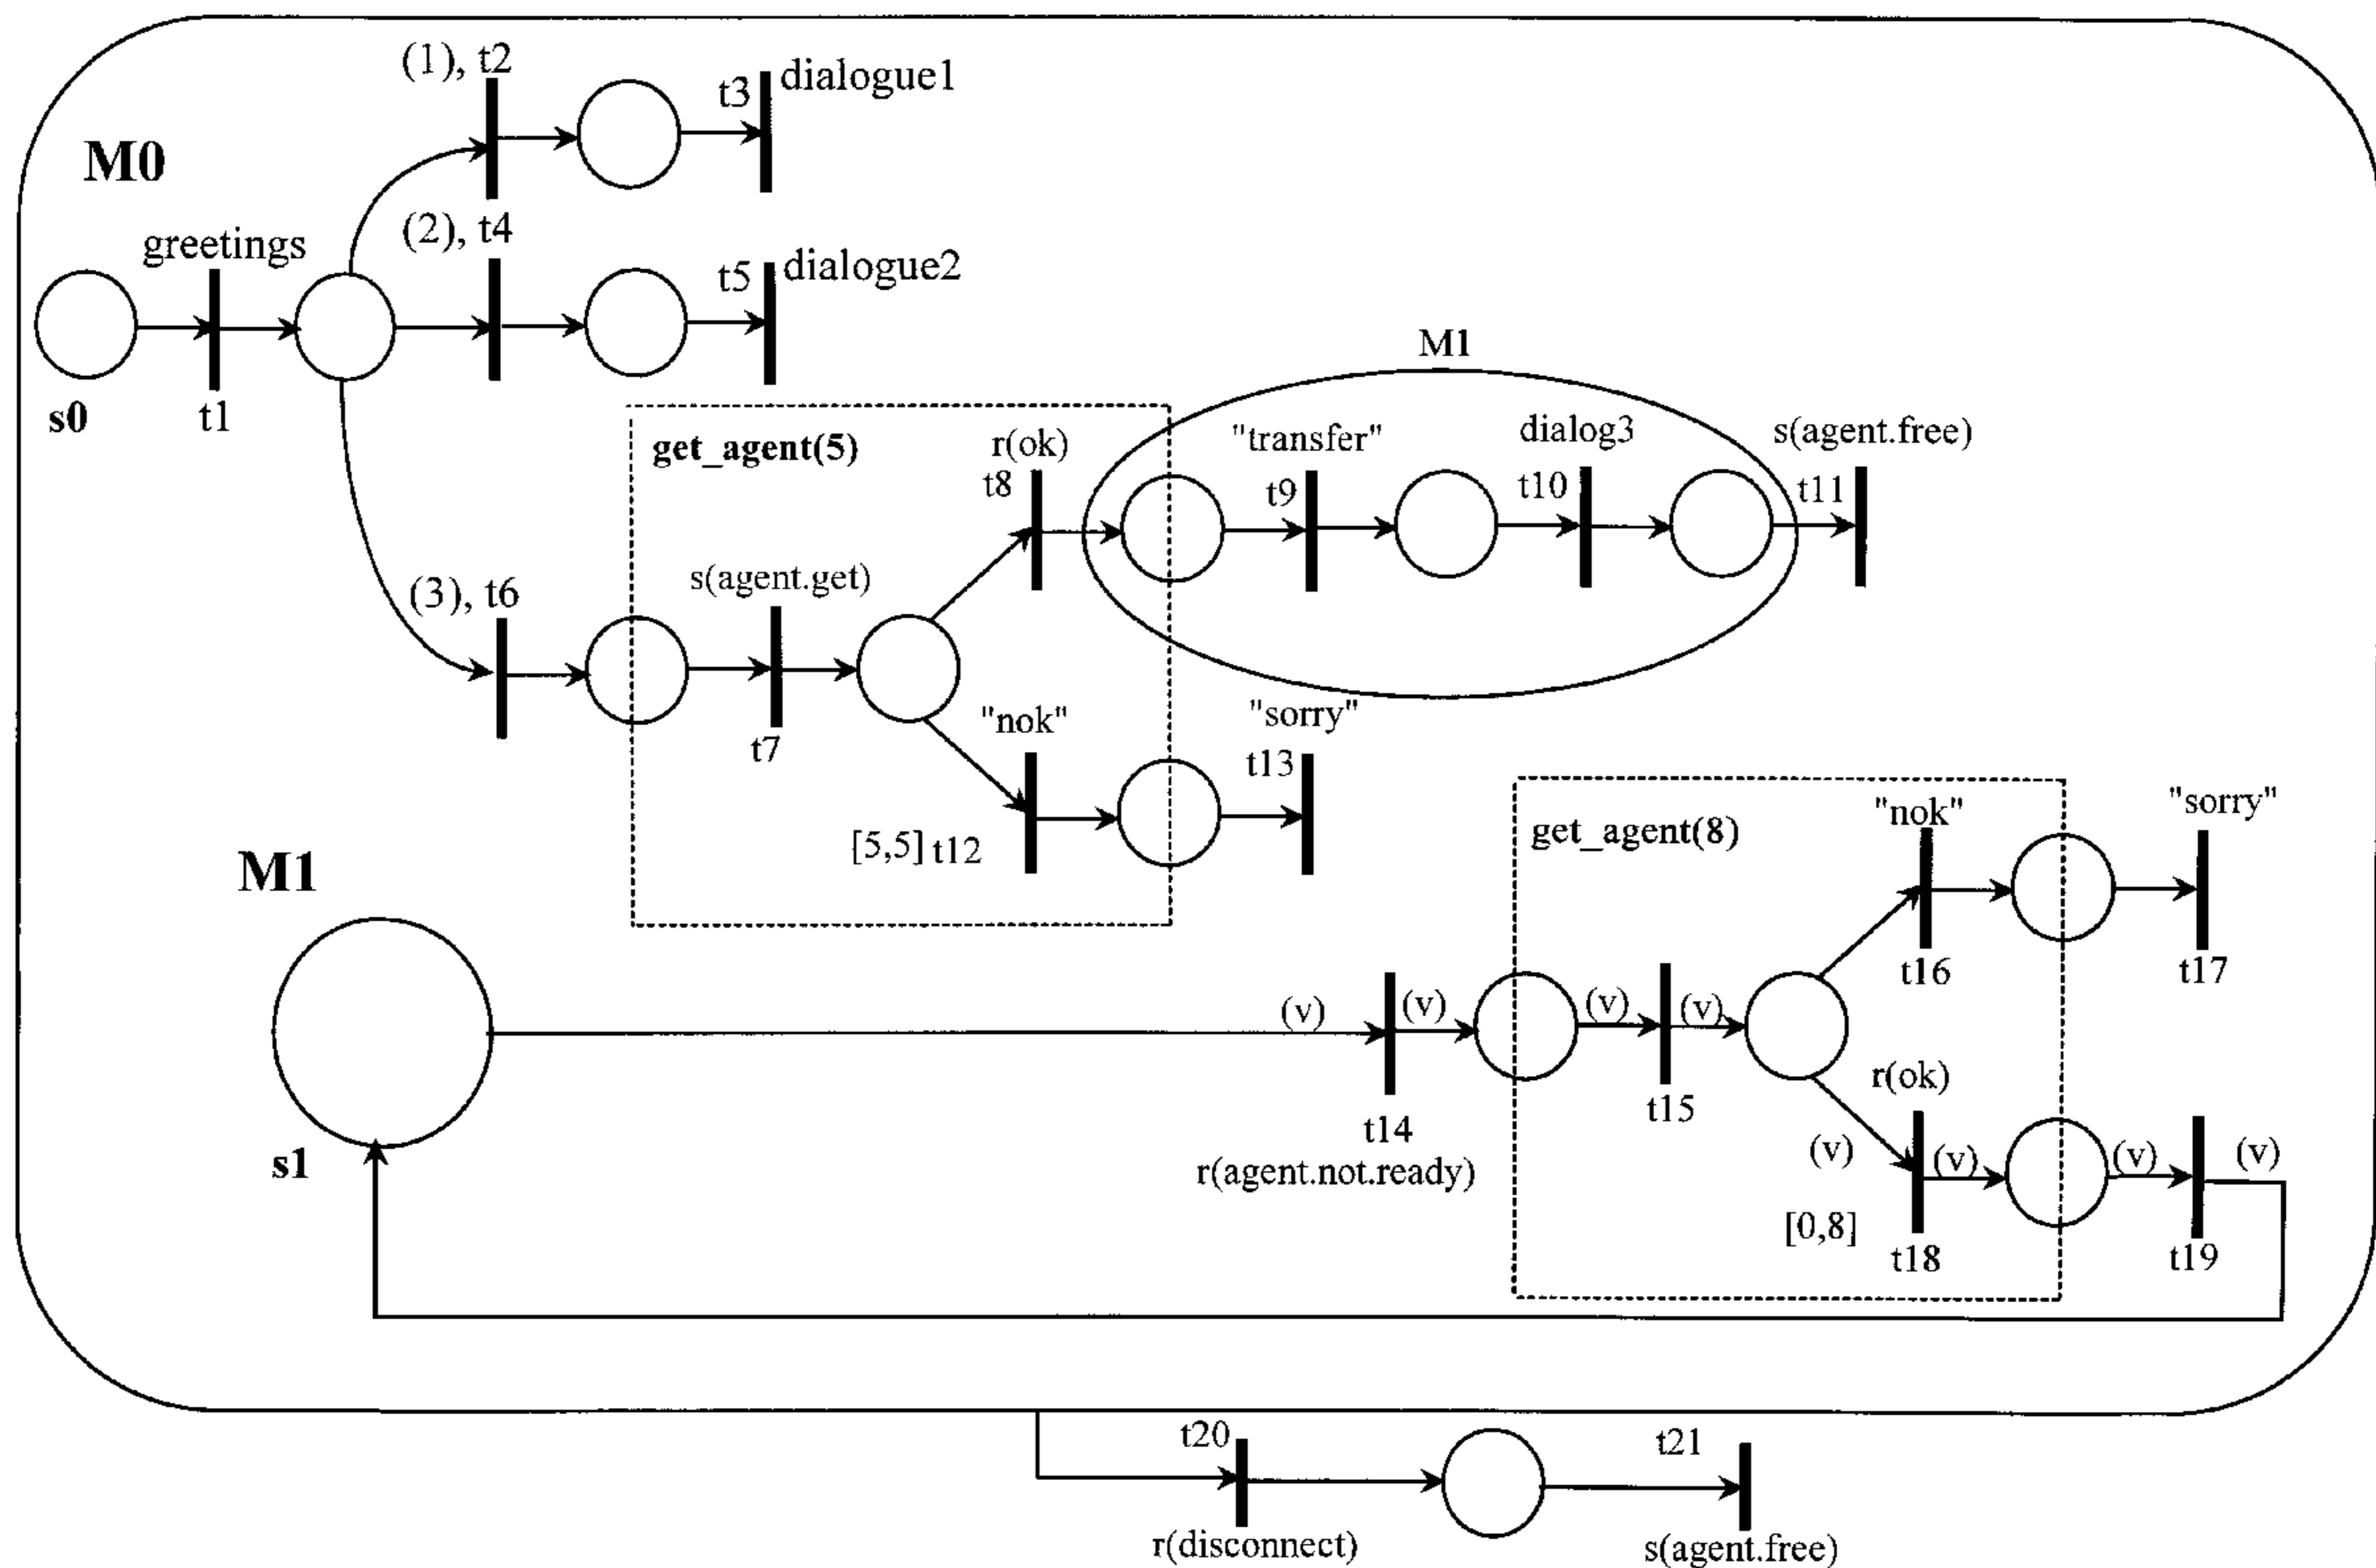 (1), t2
t3
dialogue1
M0
(2), t4
greetings
t5
dialogue2
s0
t1
M1
get_agent(5)
r(ok)
t8
"transfer"
t9
dialog3
t10
s(agent.free)
t11
(3), t6
s(agent.get)
t7
"nok"
[5,5] t12
"sorry"
t13
get_agent(8)
"nok"
t16
"sorry"
t17
M1
s1
(v)
(v)
(v)
(v)
t14
r(agent.not.ready)
t15
r(ok)
(v)
(v)
(v)
(v)
[0,8]
t18
t19
t20
r(disconnect)
t21
s(agent.free)